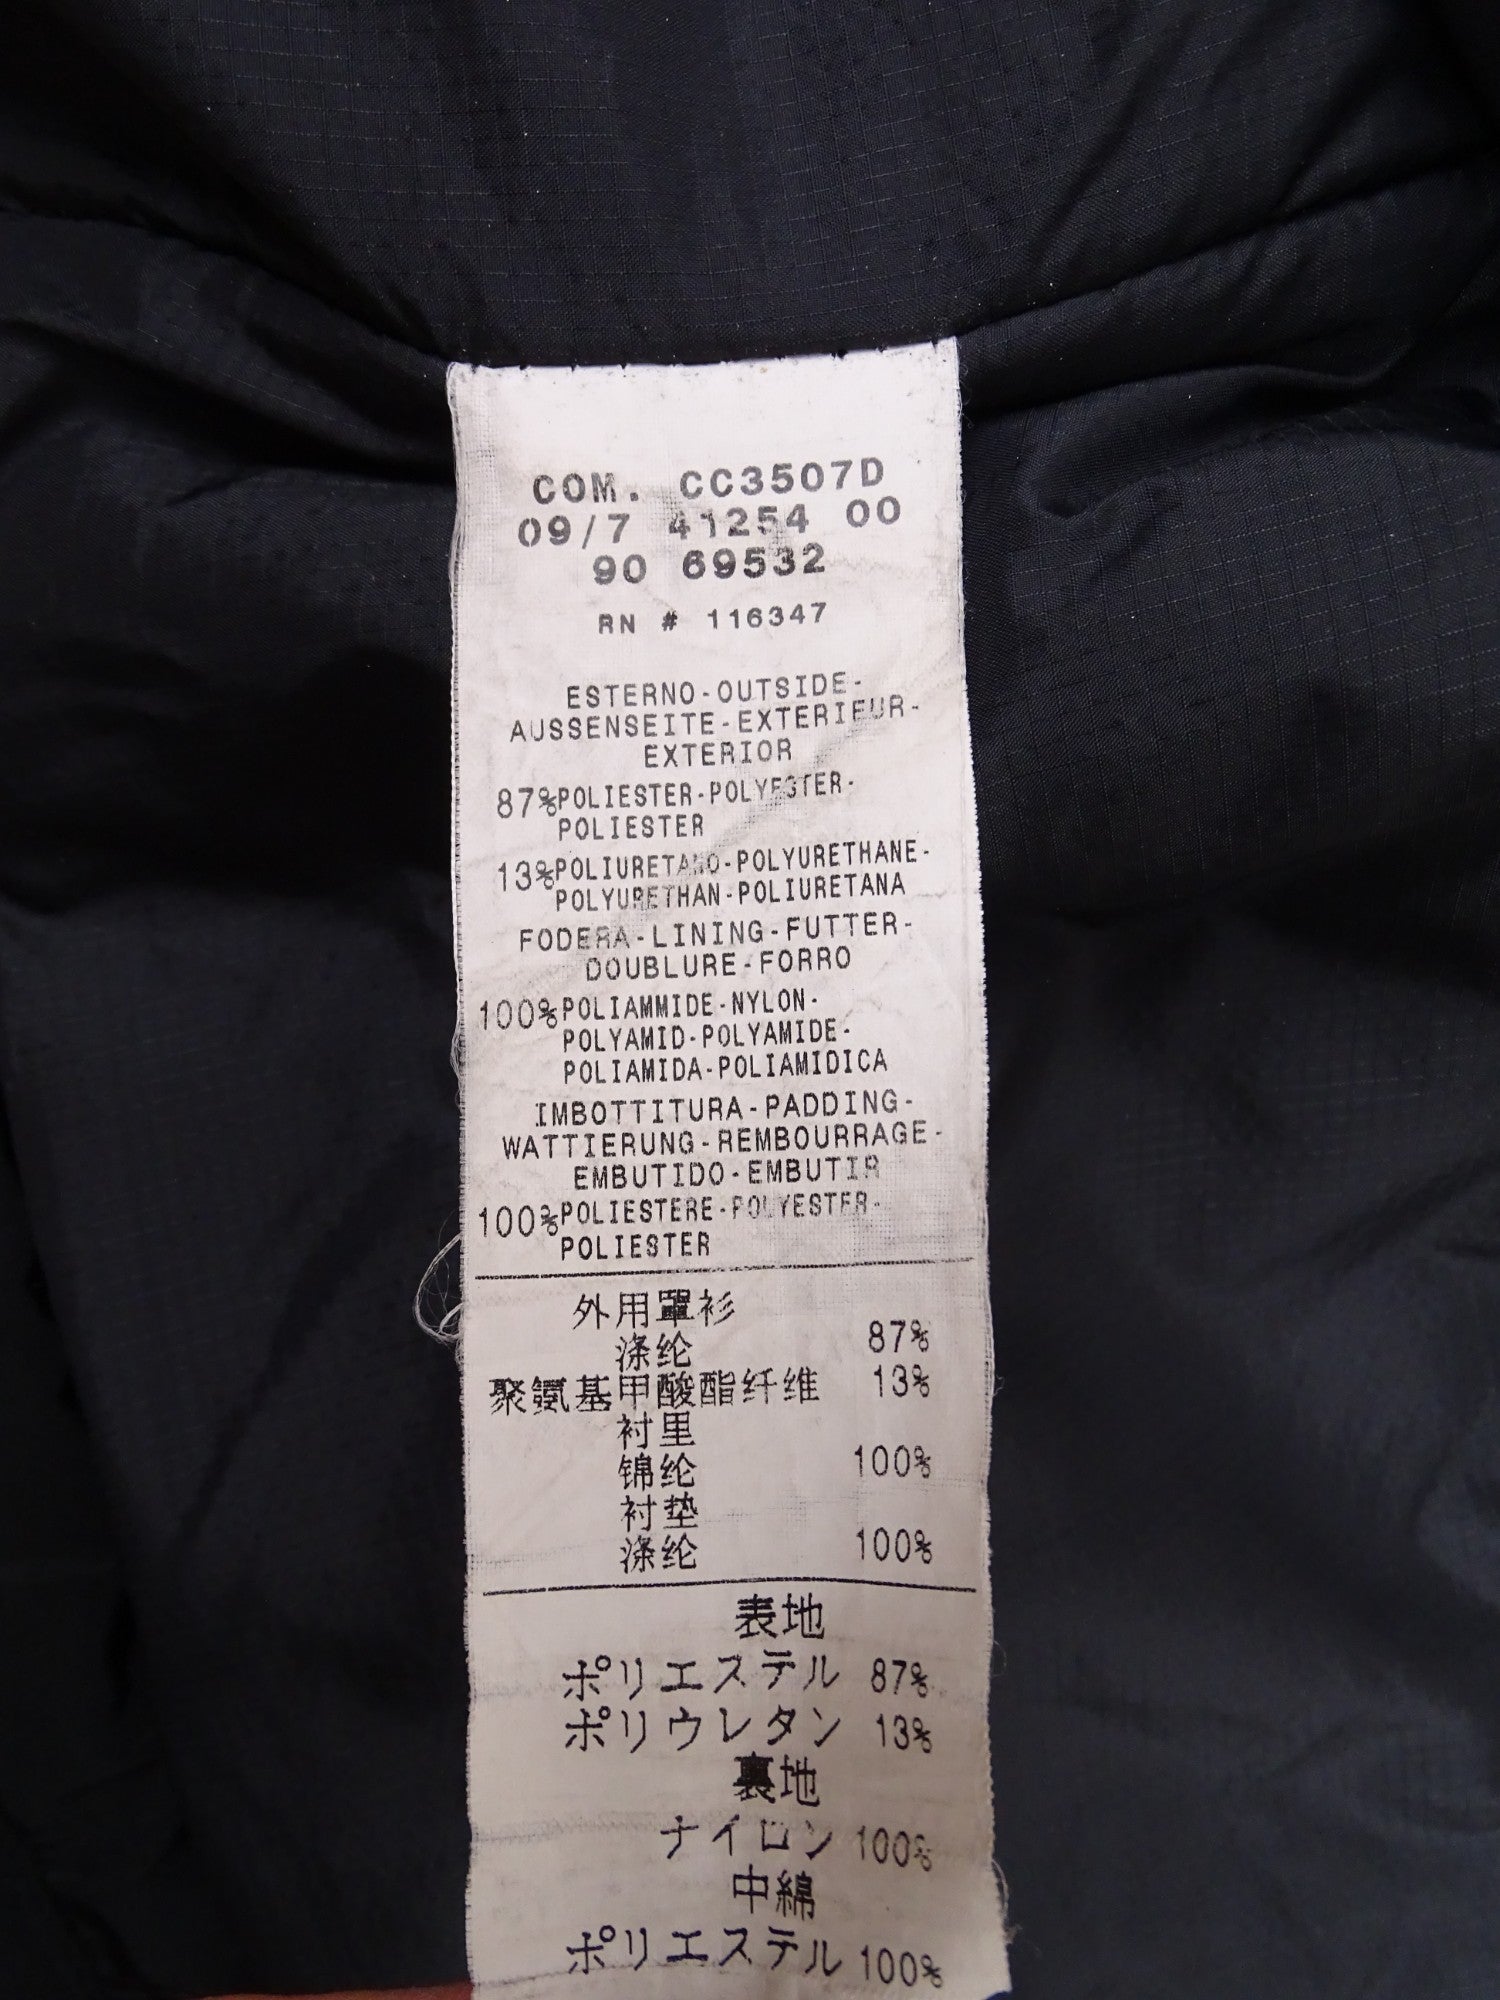 COM. CC3507D
09/7 41254 00
90 69532
RN # 116347
ESTERNO-OUTSIDE-
AUSSENSEITE-EXTERIEUR-
EXTERIOR
87%POLIESTER-POLYESTER-
POLIESTER
13%POLIURETANO-POLYURETHANE-
POLYURETHAN-POLIURETANA
FODERA-LINING-FUTTER-
DOUBLURE-FORRO
100%POLIAMMIDE-NYLON-
POLYAMID-POLYAMIDE-
POLIAMIDA-POLIAMIDICA
IMBOTTITURA-PADDING-
WATTIERUNG-REMBOURRAGE-
EMBUTIDO-EMBUTIR
100%POLIESTERE-POLYESTER-
POLIESTER
外用罩衫
涤纶 87%
聚氨基甲酸酯纤维 13%
衬里
锦纶 100%
衬垫
涤纶 100%
表地
ポリエステル 87%
ポリウレタン 13%
裏地
ナイロン 100%
中綿
ポリエステル 100%